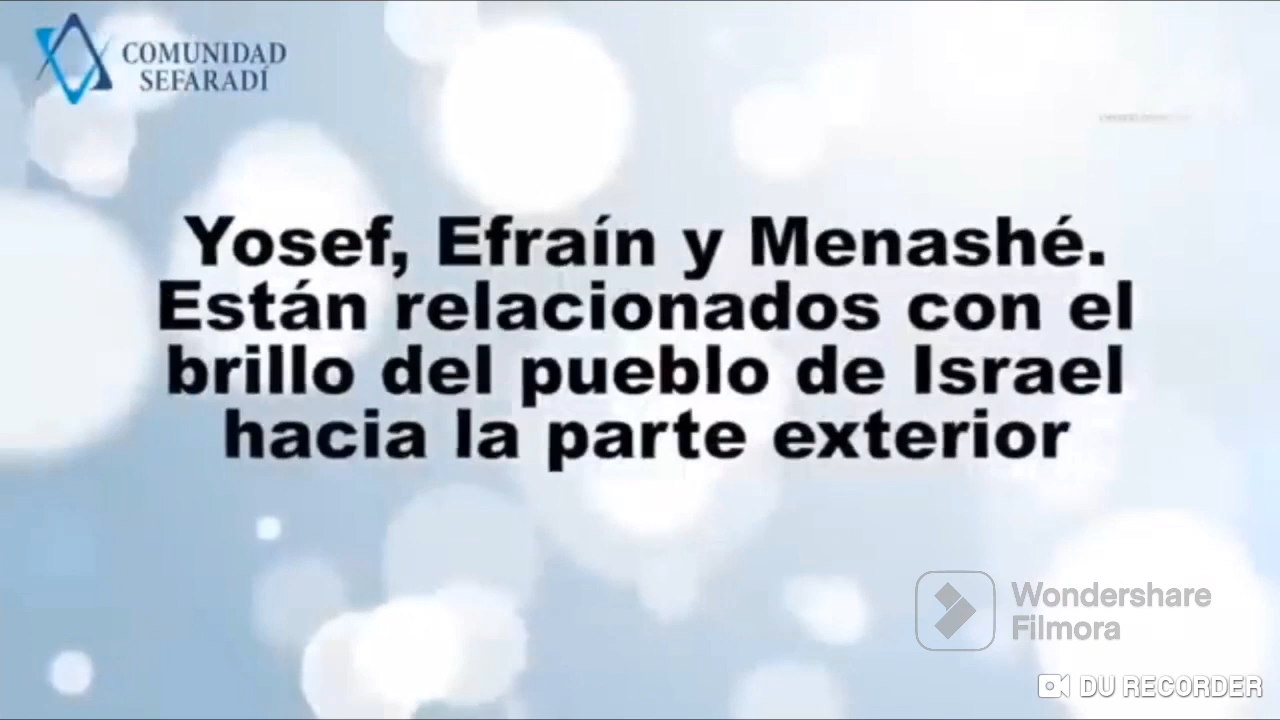 COMUNIDAD
SEFARADÍ
Yosef, Efraín y Menashé.
Están relacionados con el
brillo del pueblo de Israel
hacia la parte exterior
Wondershare
Filmora
DU RECORDER